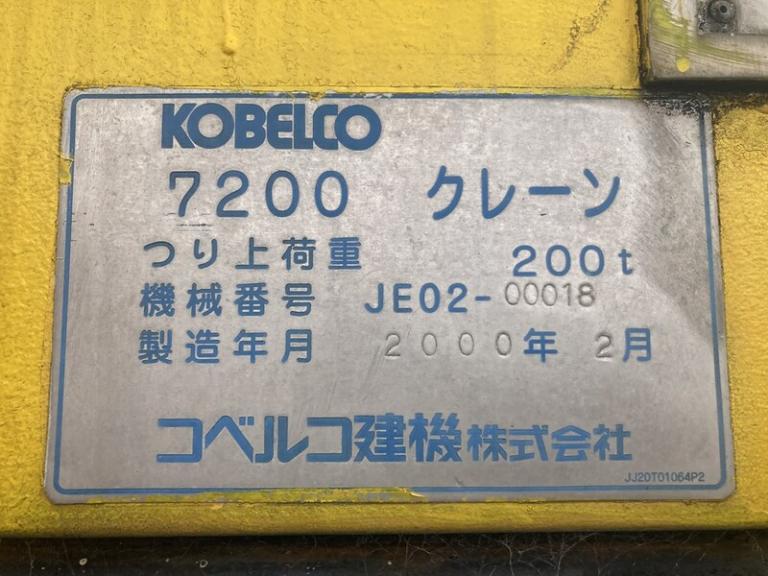 KOBELCO
7200 クレーン
つり上荷重 200t
機械番号 JE02-00018
製造年月 2000年 2月
コベルコ建機株式会社
JJ20T01064P2